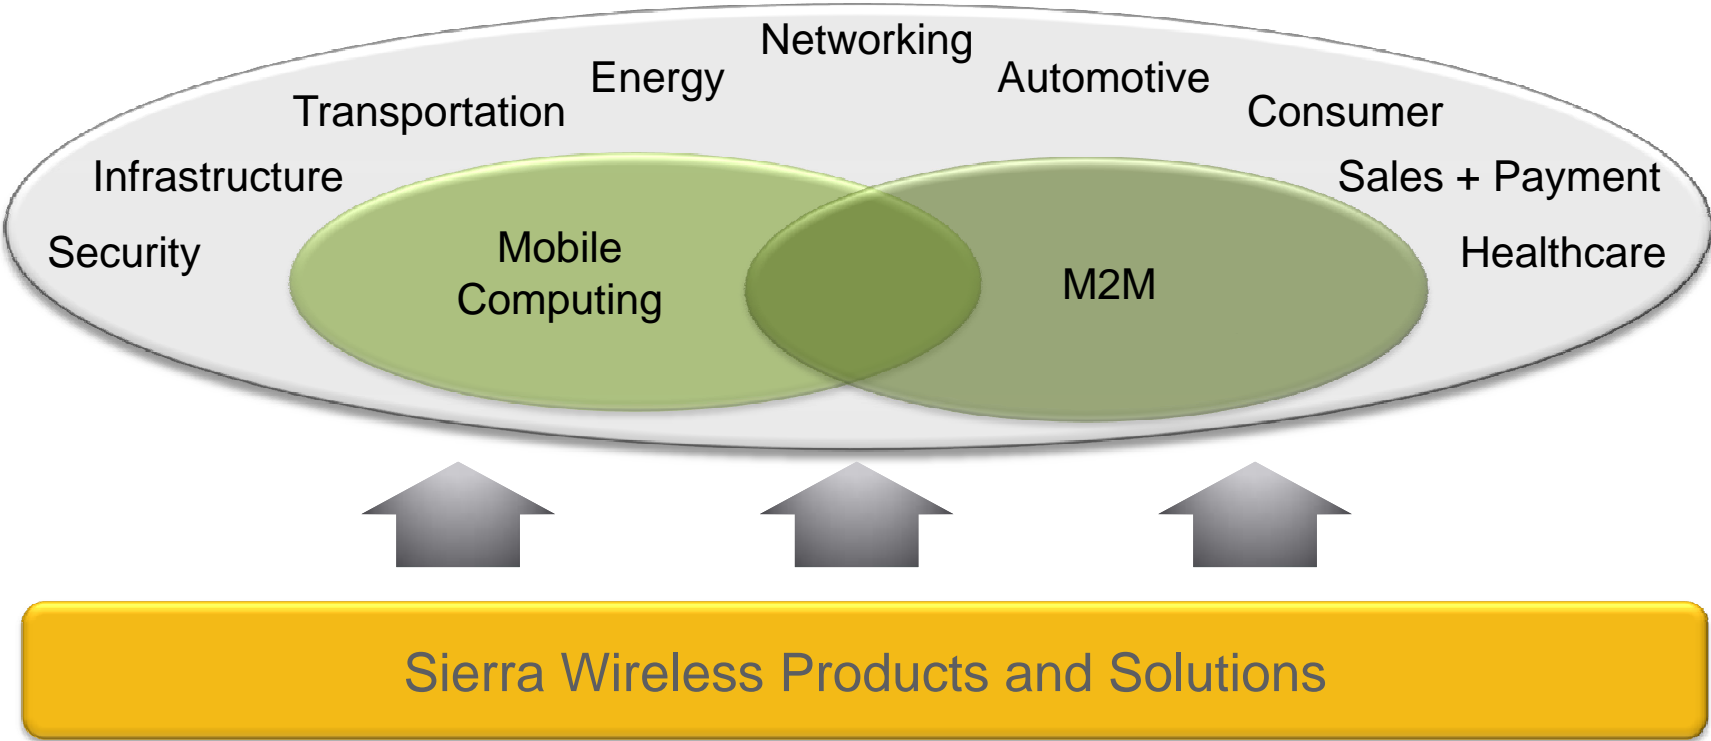 Networking
Energy
Automotive
Transportation
Consumer
Infrastructure
Sales + Payment
Security
Healthcare
Mobile
Computing
M2M
Sierra Wireless Products and Solutions